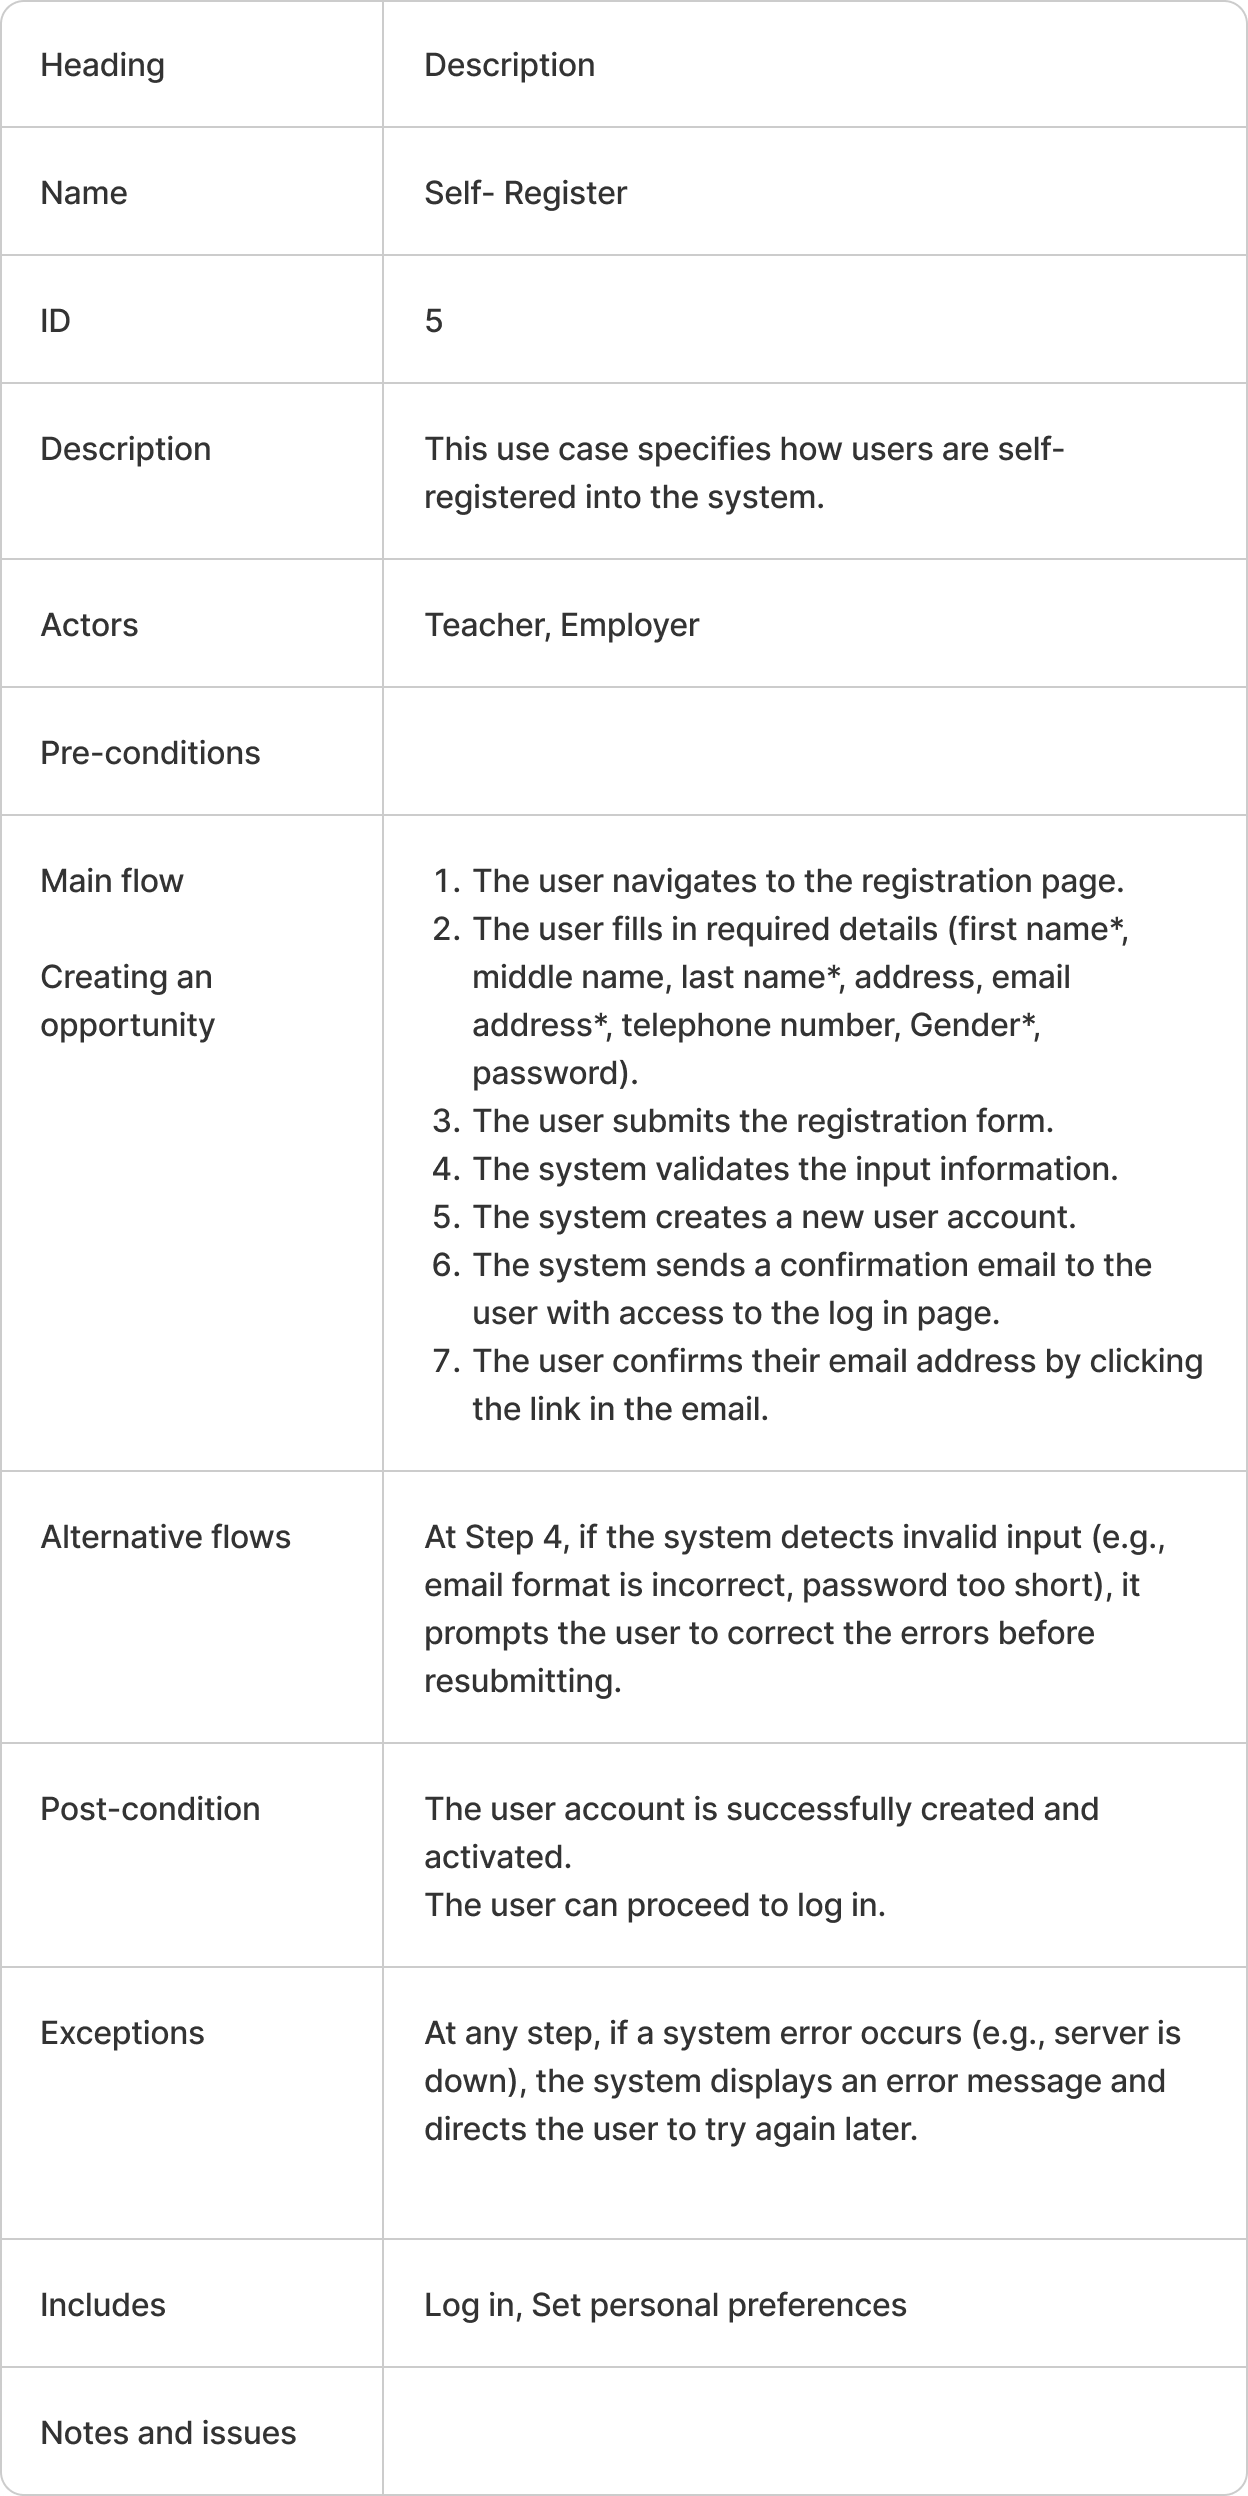 Heading
Description
Name
Self- Register
ID
5
Description
This use case specifies how users are self-
registered into the system.
Actors
Teacher, Employer
Pre-conditions
Main flow
Creating an
opportunity
1. The user navigates to the registration page.
2. The user fills in required details (first name*,
middle name, last name*, address, email
address*, telephone number, Gender*,
password).
3. The user submits the registration form.
4. The system validates the input information.
5. The system creates a new user account.
6. The system sends a confirmation email to the
user with access to the log in page.
7. The user confirms their email address by clicking
the link in the email.
Alternative flows
At Step 4, if the system detects invalid input (e.g.,
email format is incorrect, password too short), it
prompts the user to correct the errors before
resubmitting.
Post-condition
The user account is successfully created and
activated.
The user can proceed to log in.
Exceptions
At any step, if a system error occurs (e.g., server is
down), the system displays an error message and
directs the user to try again later.
Includes
Log in, Set personal preferences
Notes and issues